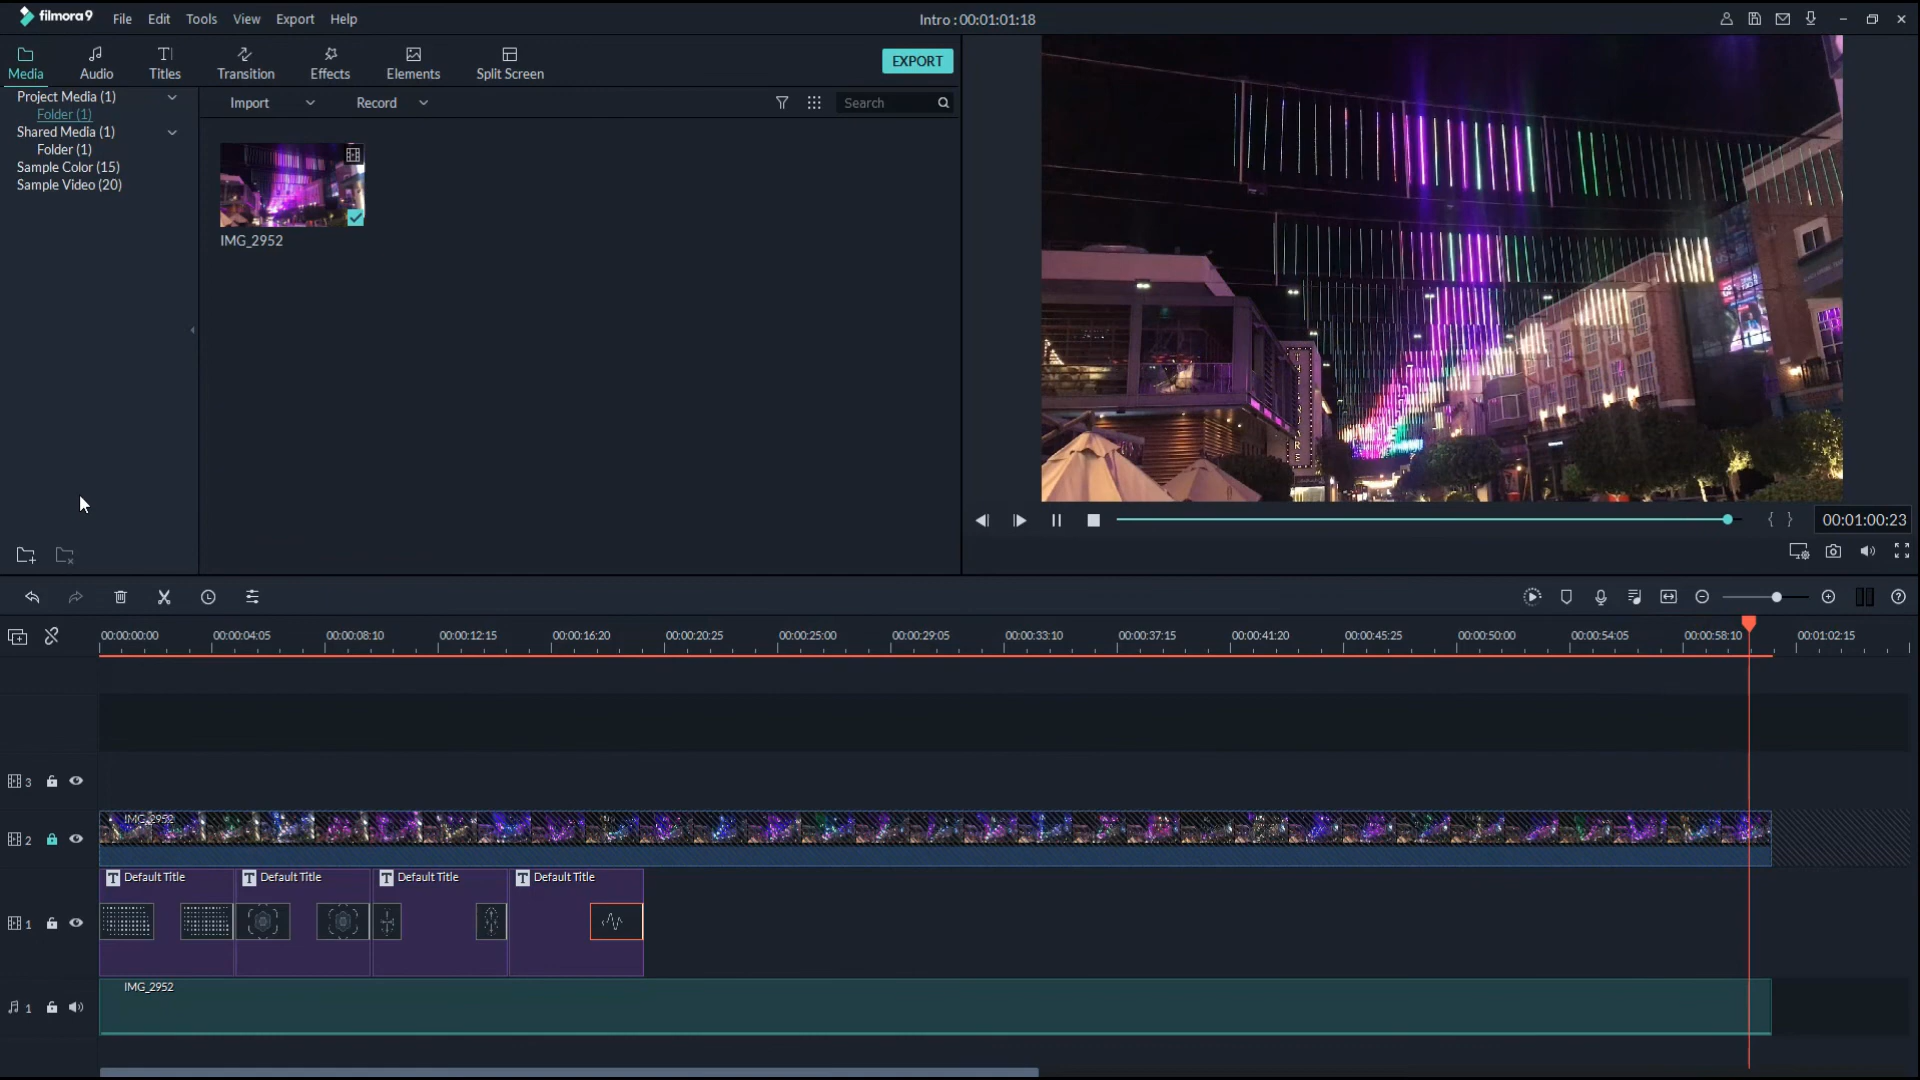 filmora9 File Edit Tools View Export Help
Intro : 00:01:01:18
Media Audio Titles Transition Effects Elements Split Screen
EXPORT
Project Media (1)
Folder (1)
Shared Media (1)
Folder (1)
Sample Color (15)
Sample Video (20)
Import Record Search
IMG_2952
00:01:00:23
00:00:00:00 00:00:04:05 00:00:08:10 00:00:12:15 00:00:16:20 00:00:20:25 00:00:25:00 00:00:29:05 00:00:33:10 00:00:37:15 00:00:41:20 00:00:45:25 00:00:50:00 00:00:54:05 00:00:58:10 00:01:02:15
3
IMG_2952
2
T Default Title T Default Title T Default Title T Default Title
1
IMG_2952
1